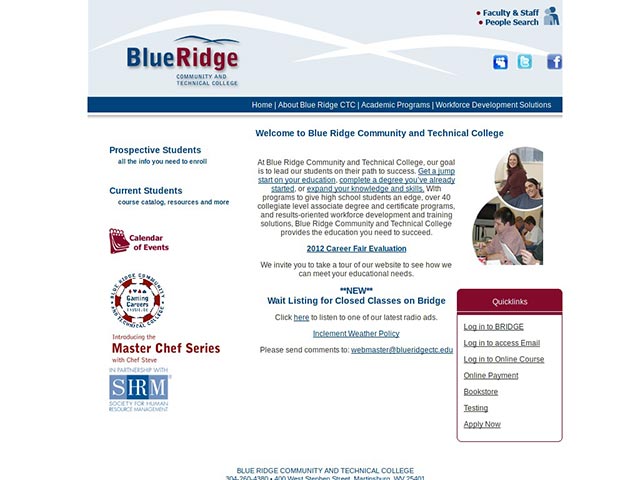 Faculty & Staff
People Search
BlueRidge
COMMUNITY AND
TECHNICAL COLLEGE
Home | About Blue Ridge CTC | Academic Programs | Workforce Development Solutions
Welcome to Blue Ridge Community and Technical College
Prospective Students
all the info you need to enroll
Current Students
course catalog, resources and more
Calendar
of Events
BLUE RIDGE COMMUNITY
AND TECHNICAL COLLEGE
Gaming
Careers
Introducing the
Master Chef Series
with Chef Steve
IN PARTNERSHIP WITH
SHRM
SOCIETY FOR HUMAN
RESOURCE MANAGEMENT
At Blue Ridge Community and Technical College, our goal
is to lead our students on their path to success. Get a jump
start on your education, complete a degree you've already
started, or expand your knowledge and skills. With
programs to give high school students an edge, over 40
collegiate level associate degree and certificate programs,
and results-oriented workforce development and training
solutions, Blue Ridge Community and Technical College
provides the education you need to succeed.
2012 Career Fair Evaluation
We invite you to take a tour of our website to see how we
can meet your educational needs.
**NEW**
Wait Listing for Closed Classes on Bridge
Click here to listen to one of our latest radio ads.
Inclement Weather Policy
Please send comments to: webmaster@blueridgectc.edu
Quicklinks
Log in to BRIDGE
Log in to access Email
Log in to Online Course
Online Payment
Bookstore
Testing
Apply Now
BLUE RIDGE COMMUNITY AND TECHNICAL COLLEGE
304-260-4380 • 400 West Stephen Street, Martinsburg, WV 25401